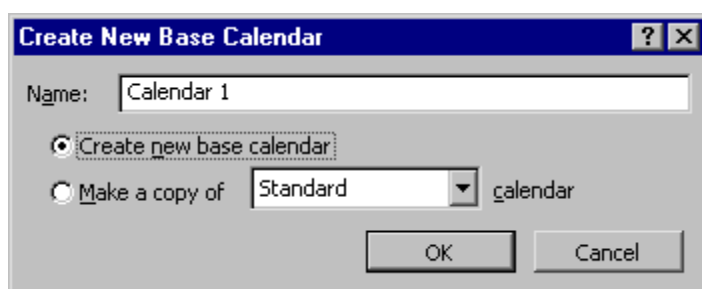 Create New Base Calendar ? ×
Name: Calendar 1
Create new base calendar
Make a copy of Standard calendar
OK Cancel